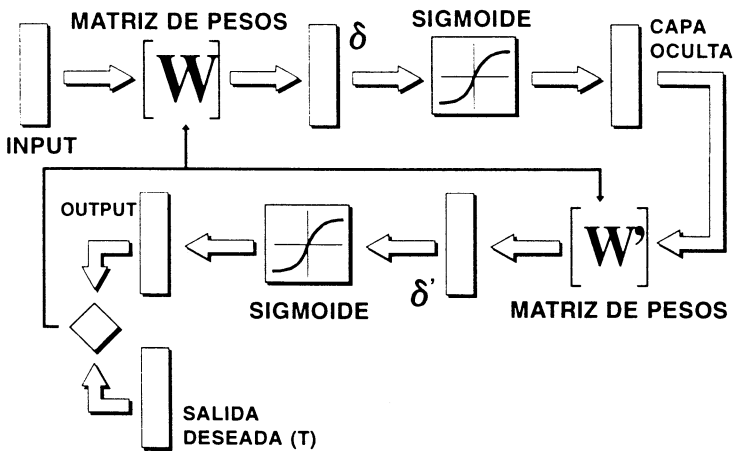 MATRIZ DE PESOS
δ
SIGMOIDE
CAPA
OCULTA
W
INPUT
OUTPUT
W'
SIGMOIDE
δ'
MATRIZ DE PESOS
SALIDA
DESEADA (T)